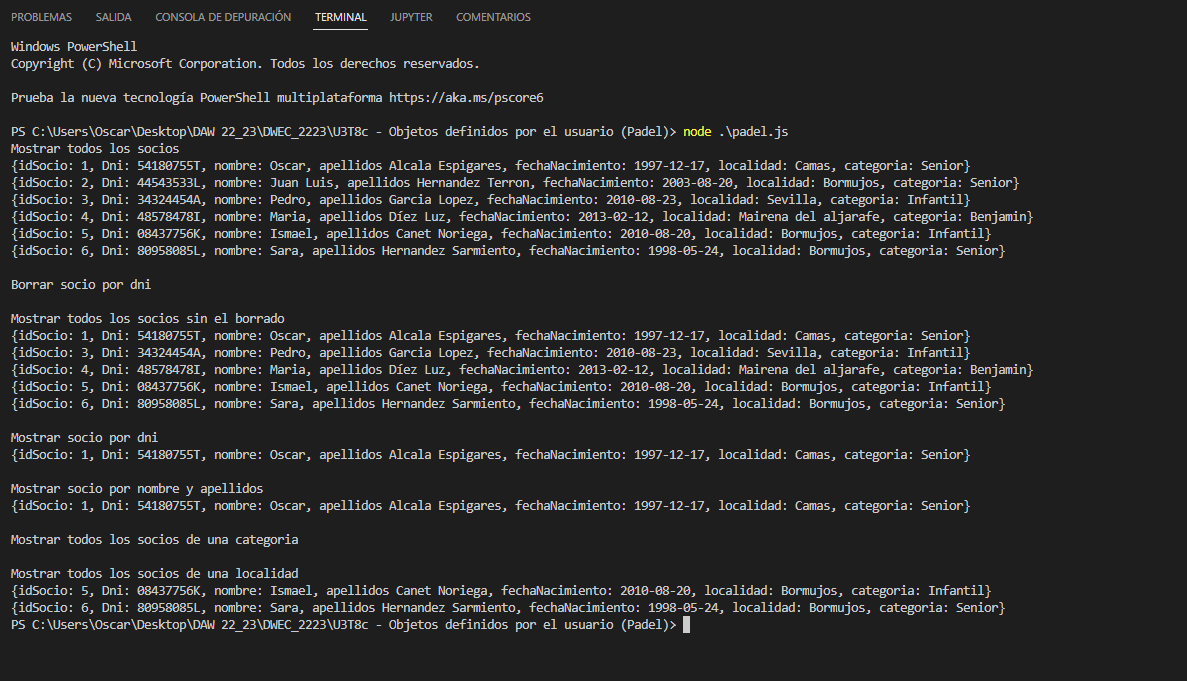 PROBLEMAS SALIDA CONSOLA DE DEPURACIÓN TERMINAL JUPYTER COMENTARIOS
Windows PowerShell
Copyright (C) Microsoft Corporation. Todos los derechos reservados.
Prueba la nueva tecnología PowerShell multiplataforma https://aka.ms/pscore6
PS C:\Users\Oscar\Desktop\DAW 22_23\DWEC_2223\U3T8c - Objetos definidos por el usuario (Padel)> node .\padel.js
Mostrar todos los socios
{idSocio: 1, Dni: 54180755T, nombre: Oscar, apellidos Alcala Espigares, fechaNacimiento: 1997-12-17, localidad: Camas, categoria: Senior}
{idSocio: 2, Dni: 44543533L, nombre: Juan Luis, apellidos Hernandez Terron, fechaNacimiento: 2003-08-20, localidad: Bormujos, categoria: Senior}
{idSocio: 3, Dni: 34324454A, nombre: Pedro, apellidos Garcia Lopez, fechaNacimiento: 2010-08-23, localidad: Sevilla, categoria: Infantil}
{idSocio: 4, Dni: 48578478I, nombre: Maria, apellidos Díez Luz, fechaNacimiento: 2013-02-12, localidad: Mairena del aljarafe, categoria: Benjamin}
{idSocio: 5, Dni: 08437756K, nombre: Ismael, apellidos Canet Noriega, fechaNacimiento: 2010-08-20, localidad: Bormujos, categoria: Infantil}
{idSocio: 6, Dni: 80958085L, nombre: Sara, apellidos Hernandez Sarmiento, fechaNacimiento: 1998-05-24, localidad: Bormujos, categoria: Senior}
Borrar socio por dni
Mostrar todos los socios sin el borrado
{idSocio: 1, Dni: 54180755T, nombre: Oscar, apellidos Alcala Espigares, fechaNacimiento: 1997-12-17, localidad: Camas, categoria: Senior}
{idSocio: 3, Dni: 34324454A, nombre: Pedro, apellidos Garcia Lopez, fechaNacimiento: 2010-08-23, localidad: Sevilla, categoria: Infantil}
{idSocio: 4, Dni: 48578478I, nombre: Maria, apellidos Díez Luz, fechaNacimiento: 2013-02-12, localidad: Mairena del aljarafe, categoria: Benjamin}
{idSocio: 5, Dni: 08437756K, nombre: Ismael, apellidos Canet Noriega, fechaNacimiento: 2010-08-20, localidad: Bormujos, categoria: Infantil}
{idSocio: 6, Dni: 80958085L, nombre: Sara, apellidos Hernandez Sarmiento, fechaNacimiento: 1998-05-24, localidad: Bormujos, categoria: Senior}
Mostrar socio por dni
{idSocio: 1, Dni: 54180755T, nombre: Oscar, apellidos Alcala Espigares, fechaNacimiento: 1997-12-17, localidad: Camas, categoria: Senior}
Mostrar socio por nombre y apellidos
{idSocio: 1, Dni: 54180755T, nombre: Oscar, apellidos Alcala Espigares, fechaNacimiento: 1997-12-17, localidad: Camas, categoria: Senior}
Mostrar todos los socios de una categoria
Mostrar todos los socios de una localidad
{idSocio: 5, Dni: 08437756K, nombre: Ismael, apellidos Canet Noriega, fechaNacimiento: 2010-08-20, localidad: Bormujos, categoria: Infantil}
{idSocio: 6, Dni: 80958085L, nombre: Sara, apellidos Hernandez Sarmiento, fechaNacimiento: 1998-05-24, localidad: Bormujos, categoria: Senior}
PS C:\Users\Oscar\Desktop\DAW 22_23\DWEC_2223\U3T8c - Objetos definidos por el usuario (Padel)>